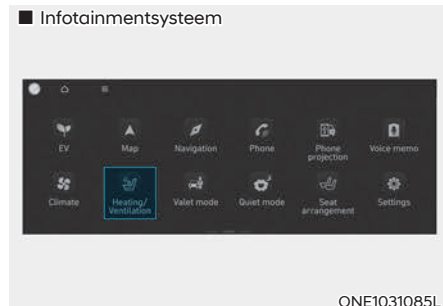 ■ Infotainmentsysteem
EV
Map
Navigation
Phone
Phone
projection
Voice memo
Climate
Heating/
Ventilation
Valet mode
Quiet mode
Seat
arrangement
Settings
ONE1031085L